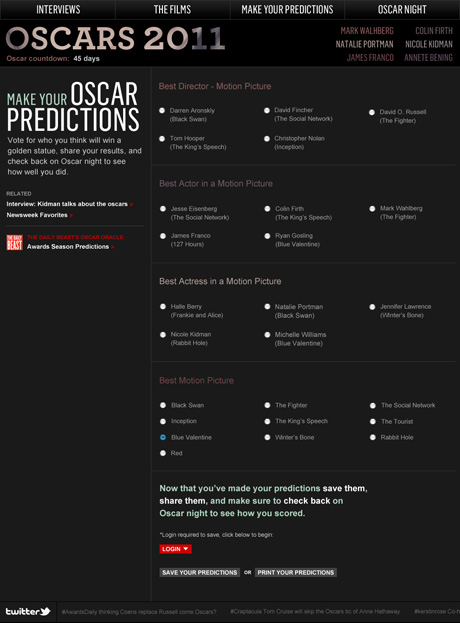 INTERVIEWS THE FILMS MAKE YOUR PREDICTIONS OSCAR NIGHT
OSCARS 2011
Oscar countdown: 45 days
MARK WALHBERG COLIN FIRTH
NATALIE PORTMAN NICOLE KIDMAN
JAMES FRANCO ANNETE BENING
MAKE YOUR OSCAR
PREDICTIONS
Vote for who you think will win a
golden statue, share your results, and
check back on Oscar night to see
how well you did.
RELATED
Interview: Kidman talks about the oscars »
Newsweek Favorites »
THE DAILY BEAST
THE DAILY BEAST'S OSCAR ORACLE:
Awards Season Predictions »
Best Director - Motion Picture
Darren Aronskly David Fincher David O. Russell
(Black Swan) (The Social Network) (The Fighter)
Tom Hooper Christopher Nolan
(The King's Speech) (Inception)
Best Actor in a Motion Picture
Jesse Eisenberg Colin Firth Mark Wahlberg
(The Social Network) (The King's Speech) (The Fighter)
James Franco Ryan Gosling
(127 Hours) (Blue Valentine)
Best Actress in a Motion Picture
Halle Berry Natalie Portman Jennifer Lawrence
(Frankie and Alice) (Black Swan) (Winter's Bone)
Nicole Kidman Michelle Williams
(Rabbit Hole) (Blue Valentine)
Best Motion Picture
Black Swan The Fighter The Social Network
Inception The King's Speech The Tourist
Blue Valentine Winter's Bone Rabbit Hole
Red
Now that you've made your predictions save them,
share them, and make sure to check back on
Oscar night to see how you scored.
*Login required to save, click below to begin:
LOGIN
SAVE YOUR PREDICTIONS OR PRINT YOUR PREDICTIONS
twitter #AwardsDaily thinking Coens replace Russell come Oscars? #Craptacula Tom Cruise will skip the Oscars bc of Anne Hathaway #kerstinrose Co-h